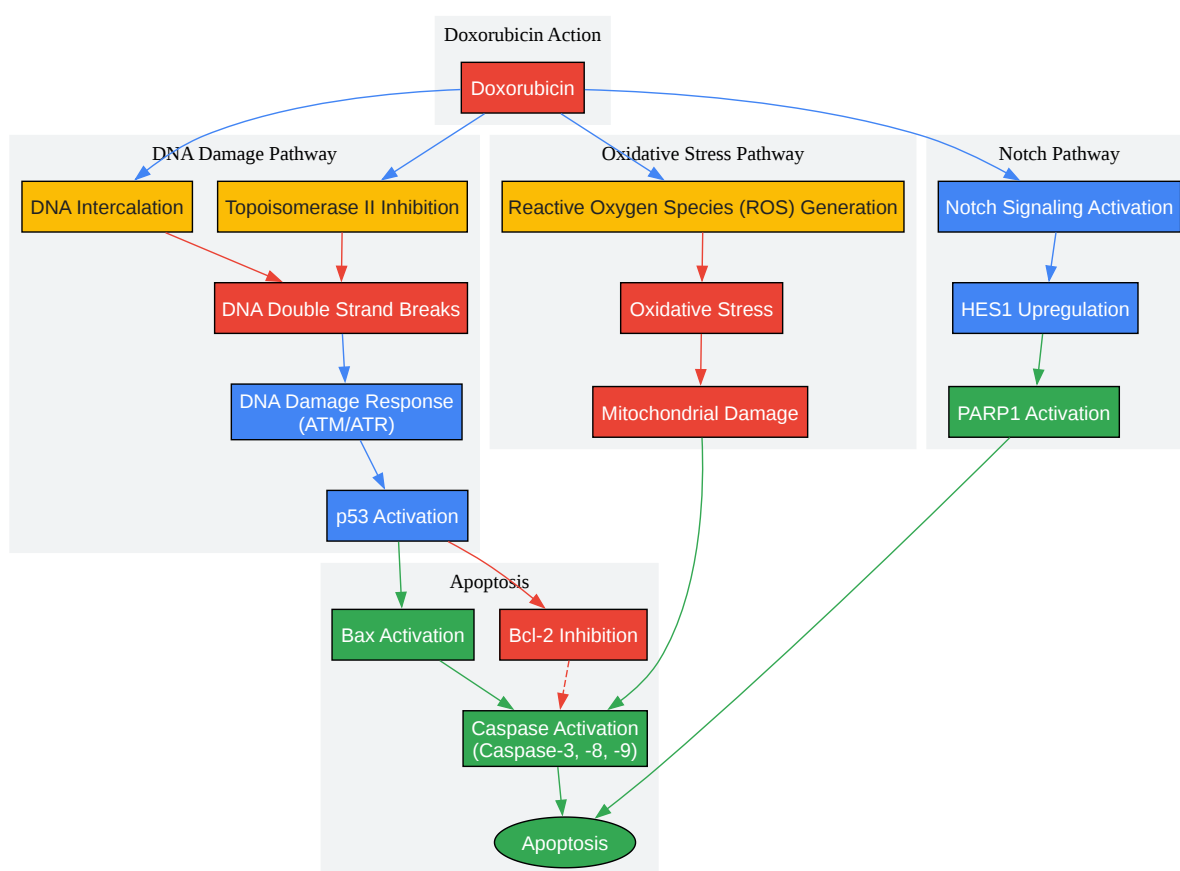 Doxorubicin Action
Doxorubicin
DNA Damage Pathway
Oxidative Stress Pathway
Notch Pathway
DNA Intercalation
Topoisomerase II Inhibition
Reactive Oxygen Species (ROS) Generation
Notch Signaling Activation
DNA Double Strand Breaks
Oxidative Stress
HES1 Upregulation
DNA Damage Response
(ATM/ATR)
Mitochondrial Damage
PARP1 Activation
p53 Activation
Apoptosis
Bax Activation
Bcl-2 Inhibition
Caspase Activation
(Caspase-3, -8, -9)
Apoptosis